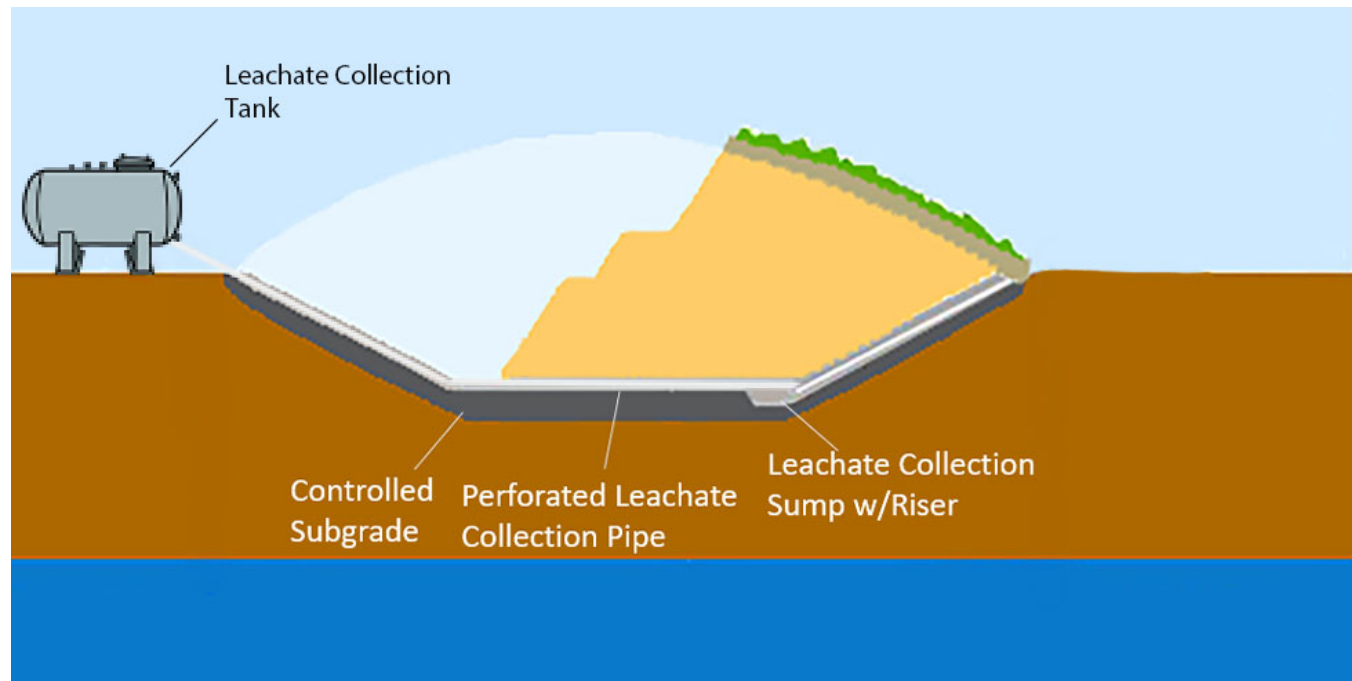 Leachate Collection
Tank
Controlled
Subgrade
Perforated Leachate
Collection Pipe
Leachate Collection
Sump w/Riser